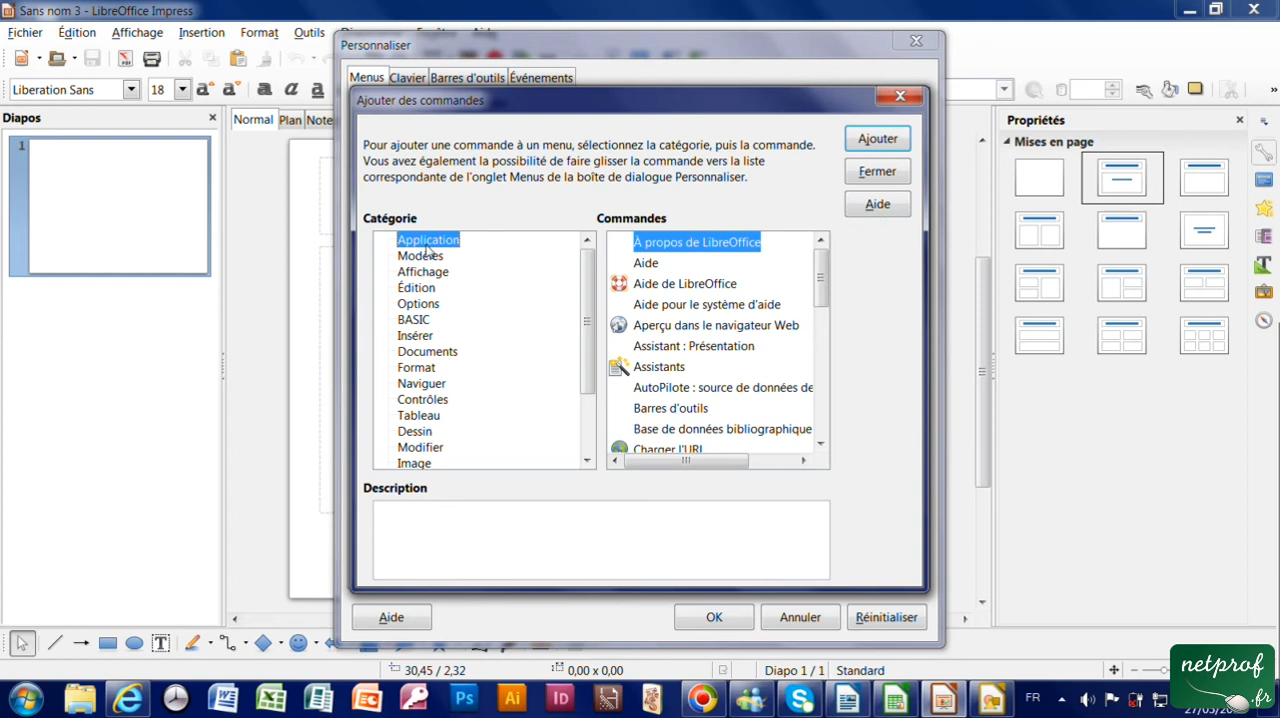 Sans nom 3 - LibreOffice Impress
Fichier Édition Affichage Insertion Format Outils
Personnaliser
Menus Clavier Barres d'outils Événements
Liberation Sans 18
Ajouter des commandes
Diapos
Normal Plan Note
Propriétés
Mises en page
1
Pour ajouter une commande à un menu, sélectionnez la catégorie, puis la commande.
Vous avez également la possibilité de faire glisser la commande vers la liste
correspondante de l'onglet Menus de la boîte de dialogue Personnaliser.
Ajouter
Fermer
Aide
Catégorie
Application
Modèles
Affichage
Édition
Options
BASIC
Insérer
Documents
Format
Naviguer
Contrôles
Tableau
Dessin
Modifier
Image
Commandes
À propos de LibreOffice
Aide
Aide de LibreOffice
Aide pour le système d'aide
Aperçu dans le navigateur Web
Assistant : Présentation
Assistants
AutoPilote : source de données de
Barres d'outils
Base de données bibliographique
Charger l'URL
Description
Aide OK Annuler Réinitialiser
30,45 / 2,32 0,00 x 0,00 Diapo 1 / 1 Standard
Ps Ai Id
FR
netprof
.fr